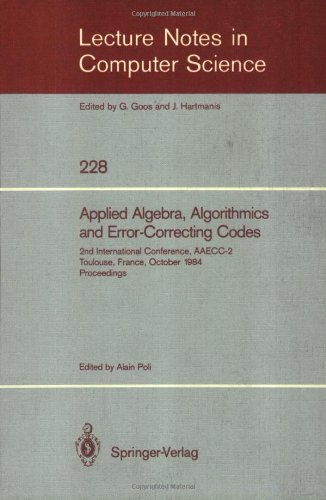 Lecture Notes in
Computer Science
Edited by G. Goos and J. Hartmanis
228
Applied Algebra, Algorithmics
and Error-Correcting Codes
2nd International Conference, AAECC-2
Toulouse, France, October 1984
Proceedings
Edited by Alain Poli
Springer-Verlag